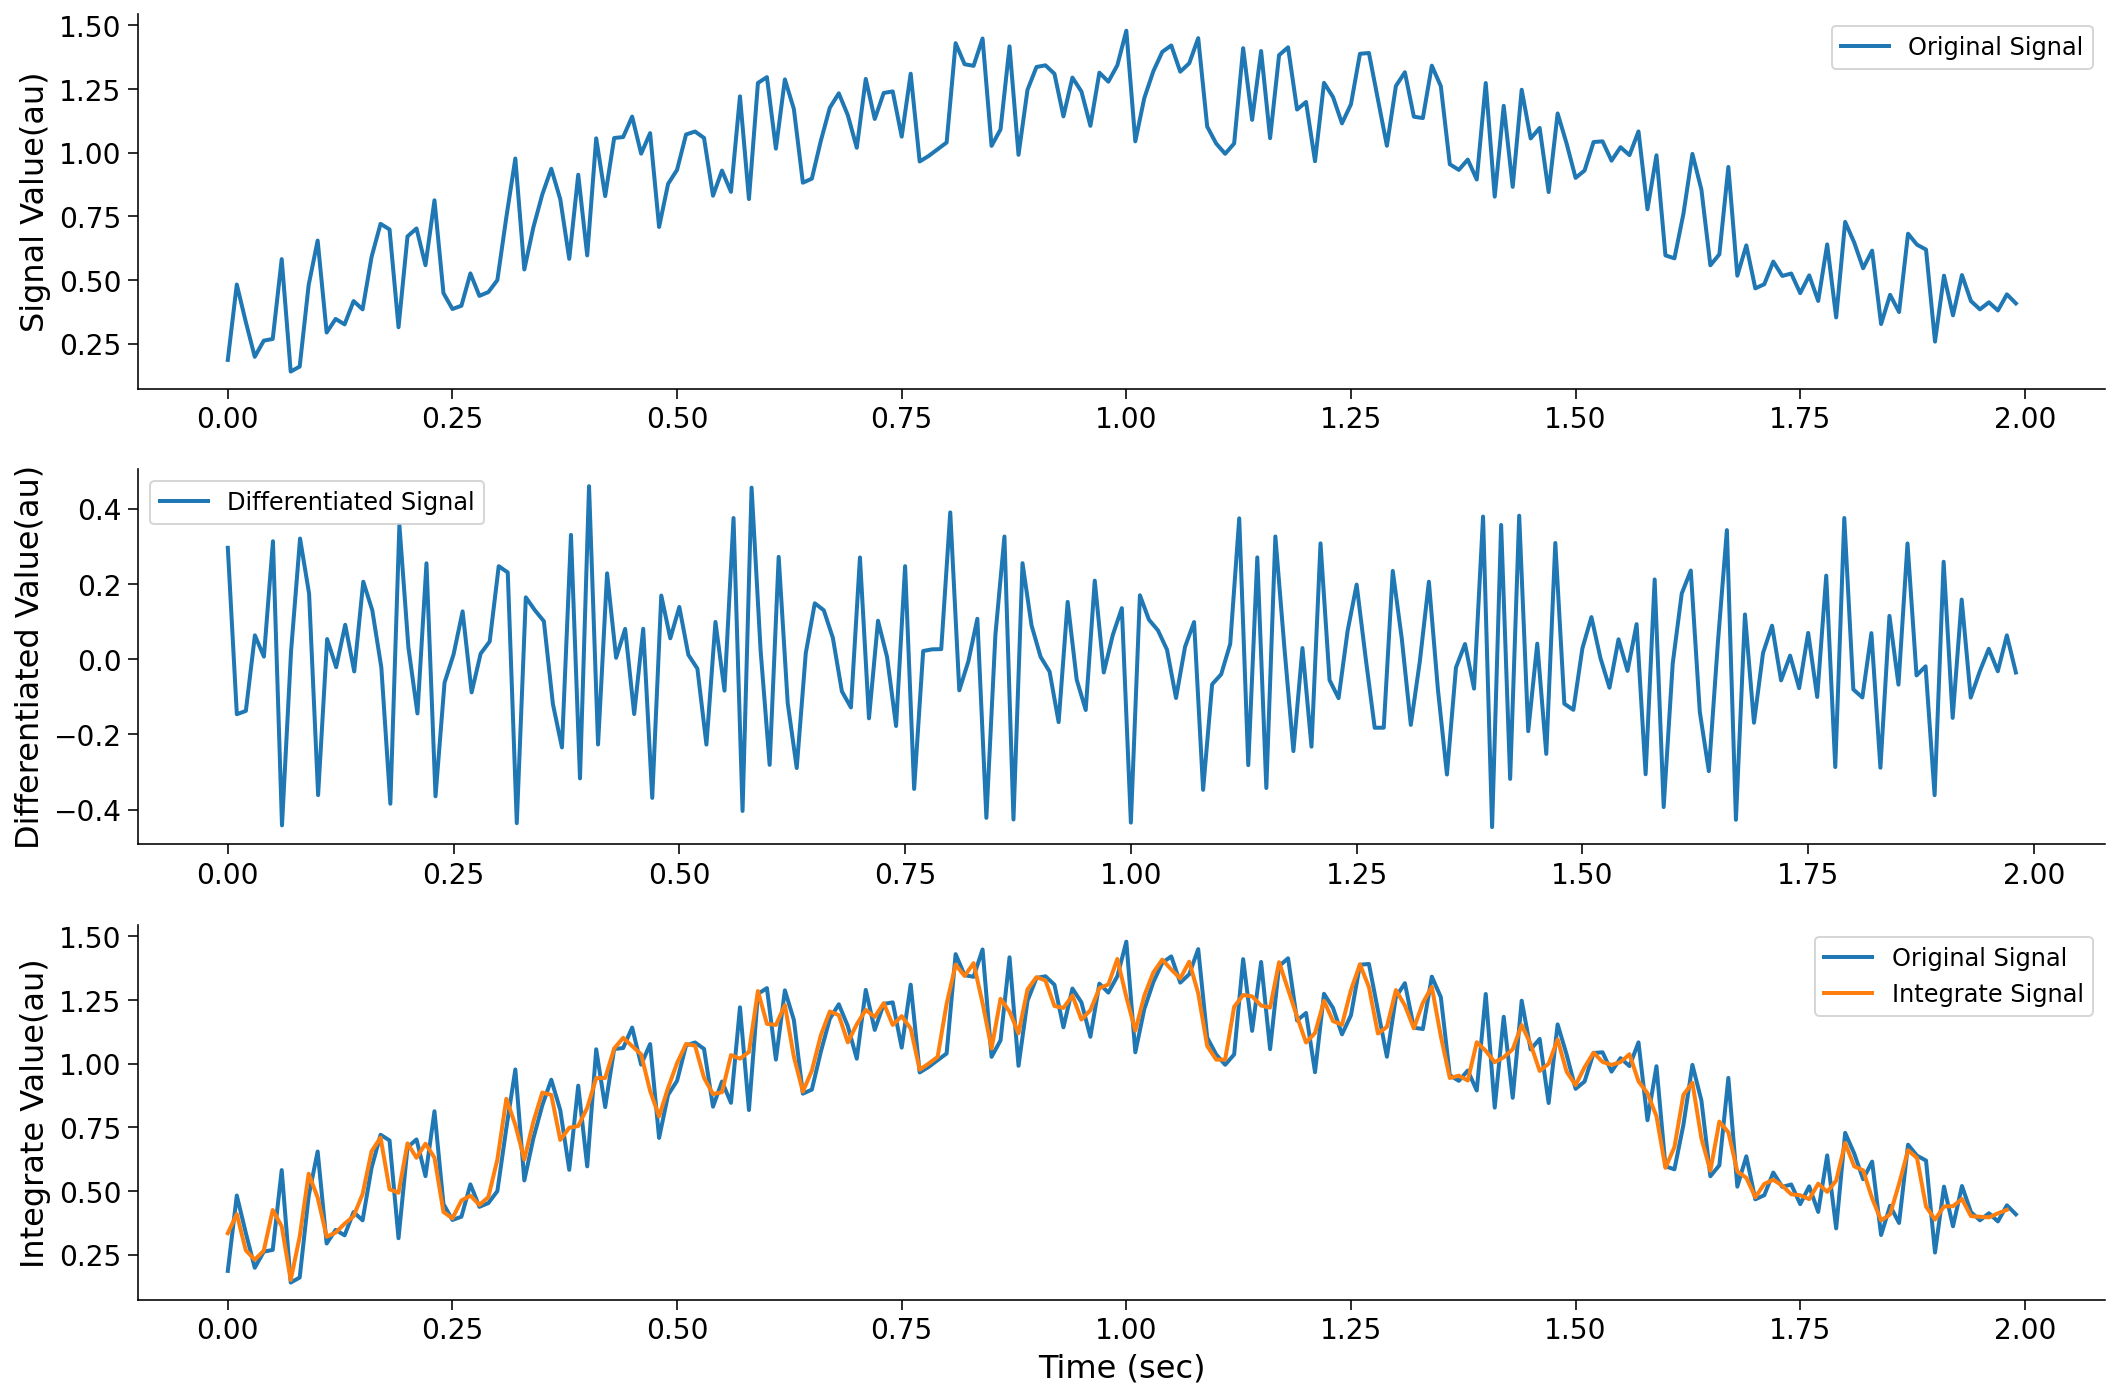 Signal Value(au)
1.50
1.25
1.00
0.75
0.50
0.25
Original Signal
0.00 0.25 0.50 0.75 1.00 1.25 1.50 1.75 2.00
Differentiated Value(au)
0.4
0.2
0.0
−0.2
−0.4
Differentiated Signal
0.00 0.25 0.50 0.75 1.00 1.25 1.50 1.75 2.00
Integrate Value(au)
1.50
1.25
1.00
0.75
0.50
0.25
Original Signal
Integrate Signal
0.00 0.25 0.50 0.75 1.00 1.25 1.50 1.75 2.00
Time (sec)